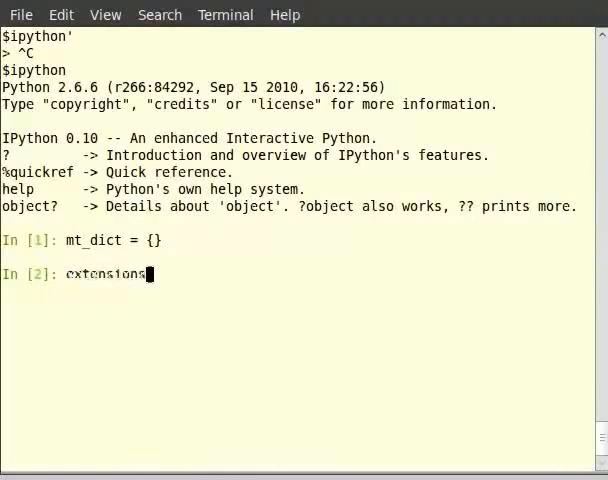 File Edit View Search Terminal Help
$ipython'
> ^C
$ipython
Python 2.6.6 (r266:84292, Sep 15 2010, 16:22:56)
Type "copyright", "credits" or "license" for more information.
IPython 0.10 -- An enhanced Interactive Python.
? -> Introduction and overview of IPython's features.
%quickref -> Quick reference.
help -> Python's own help system.
object? -> Details about 'object'. ?object also works, ?? prints more.
In [1]: mt_dict = {}
In [2]: extensions